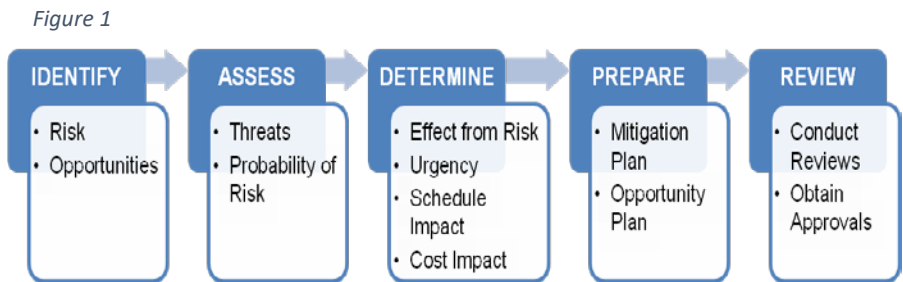 Figure 1
IDENTIFY
• Risk
• Opportunities
ASSESS
• Threats
• Probability of
Risk
DETERMINE
• Effect from Risk
• Urgency
• Schedule
Impact
• Cost Impact
PREPARE
• Mitigation
Plan
• Opportunity
Plan
REVIEW
• Conduct
Reviews
• Obtain
Approvals